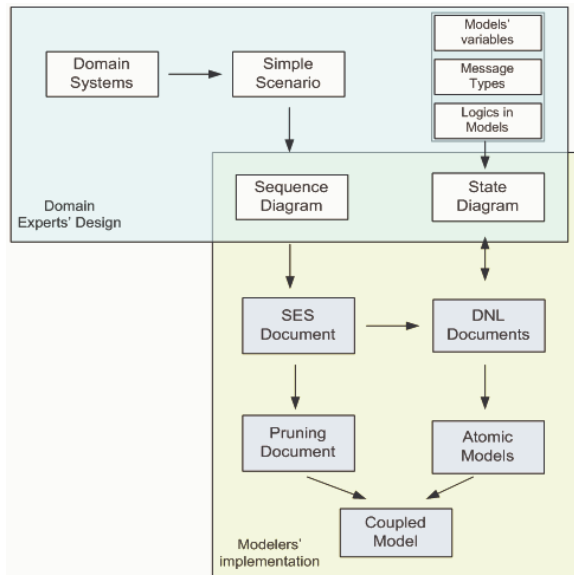 Models'
variables
Domain
Systems
Simple
Scenario
Message
Types
Logics in
Models
Sequence
Diagram
State
Diagram
Domain
Experts' Design
SES
Document
DNL
Documents
Pruning
Document
Atomic
Models
Coupled
Model
Modelers'
implementation